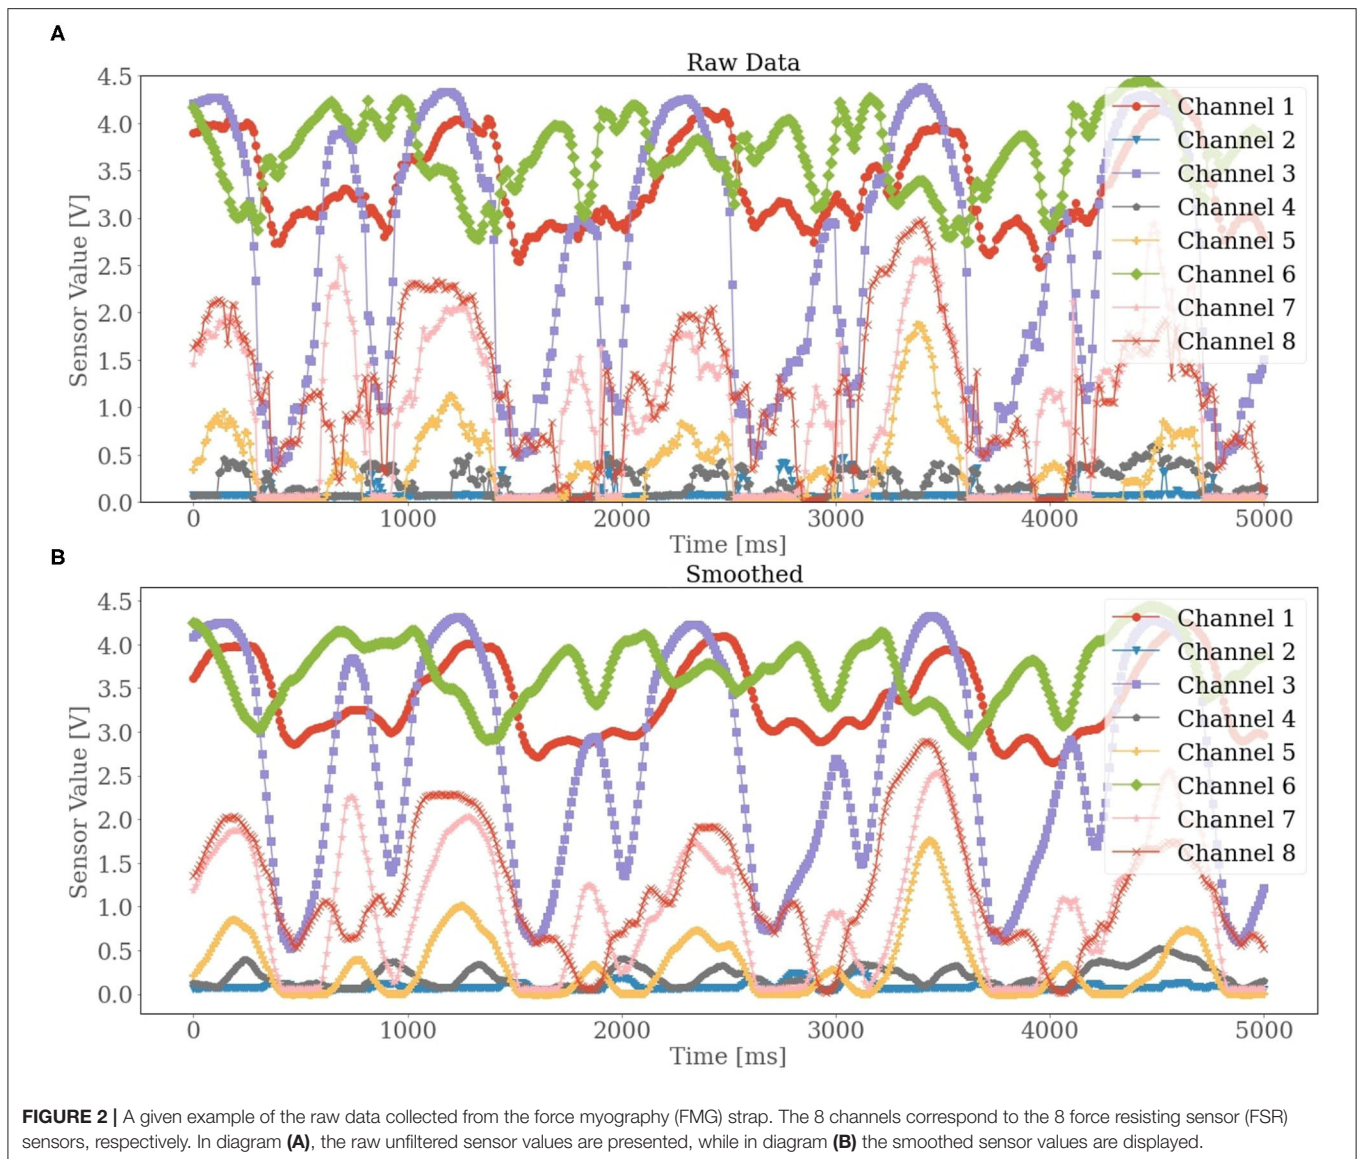 A
Raw Data
4.5
4.0
3.5
3.0
2.5
2.0
1.5
1.0
0.5
0.0
Sensor Value [V]
Channel 1
Channel 2
Channel 3
Channel 4
Channel 5
Channel 6
Channel 7
Channel 8
0 1000 2000 3000 4000 5000
Time [ms]
B
Smoothed
4.5
4.0
3.5
3.0
2.5
2.0
1.5
1.0
0.5
0.0
Sensor Value [V]
Channel 1
Channel 2
Channel 3
Channel 4
Channel 5
Channel 6
Channel 7
Channel 8
0 1000 2000 3000 4000 5000
Time [ms]
FIGURE 2 | A given example of the raw data collected from the force myography (FMG) strap. The 8 channels correspond to the 8 force resisting sensor (FSR)
sensors, respectively. In diagram (A), the raw unfiltered sensor values are presented, while in diagram (B) the smoothed sensor values are displayed.